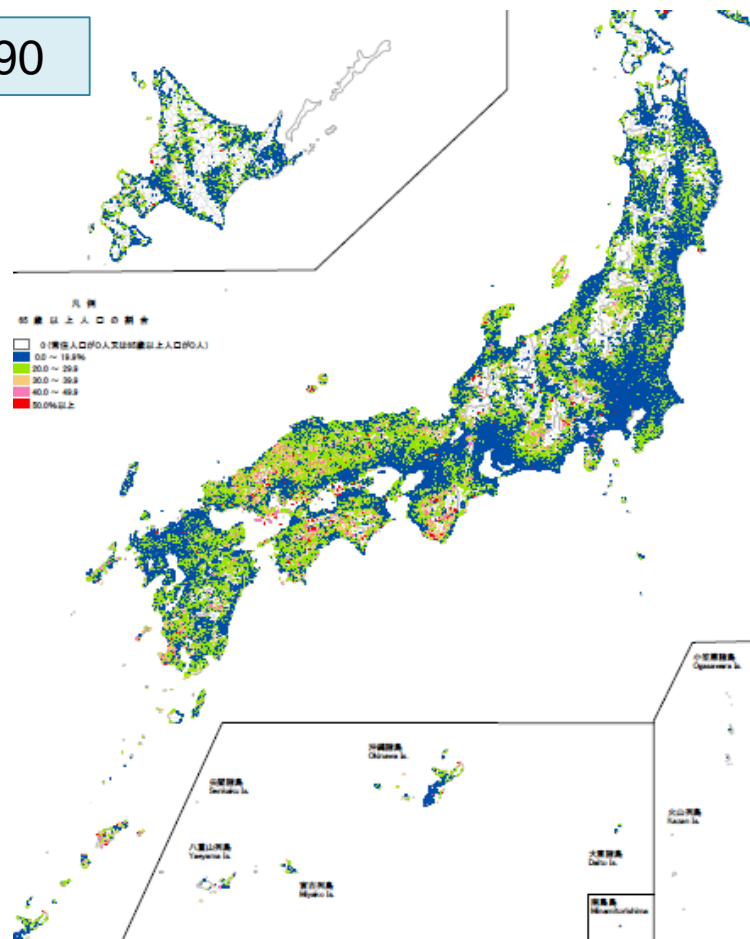 90
凡例
65歳以上人口の割合
0(常住人口が0人又は65歳以上人口が0人)
0.0 ～ 19.9%
20.0 ～ 29.9
30.0 ～ 39.9
40.0 ～ 49.9
50.0%以上
小笠原諸島
Ogasawara Is.
沖縄諸島
Okinawa Is.
尖閣諸島
Senkaku Is.
火山列島
Kazan Is.
八重山列島
Yaeyama Is.
大東諸島
Daito Is.
宮古列島
Miyako Is.
南鳥島
Minamitorishima